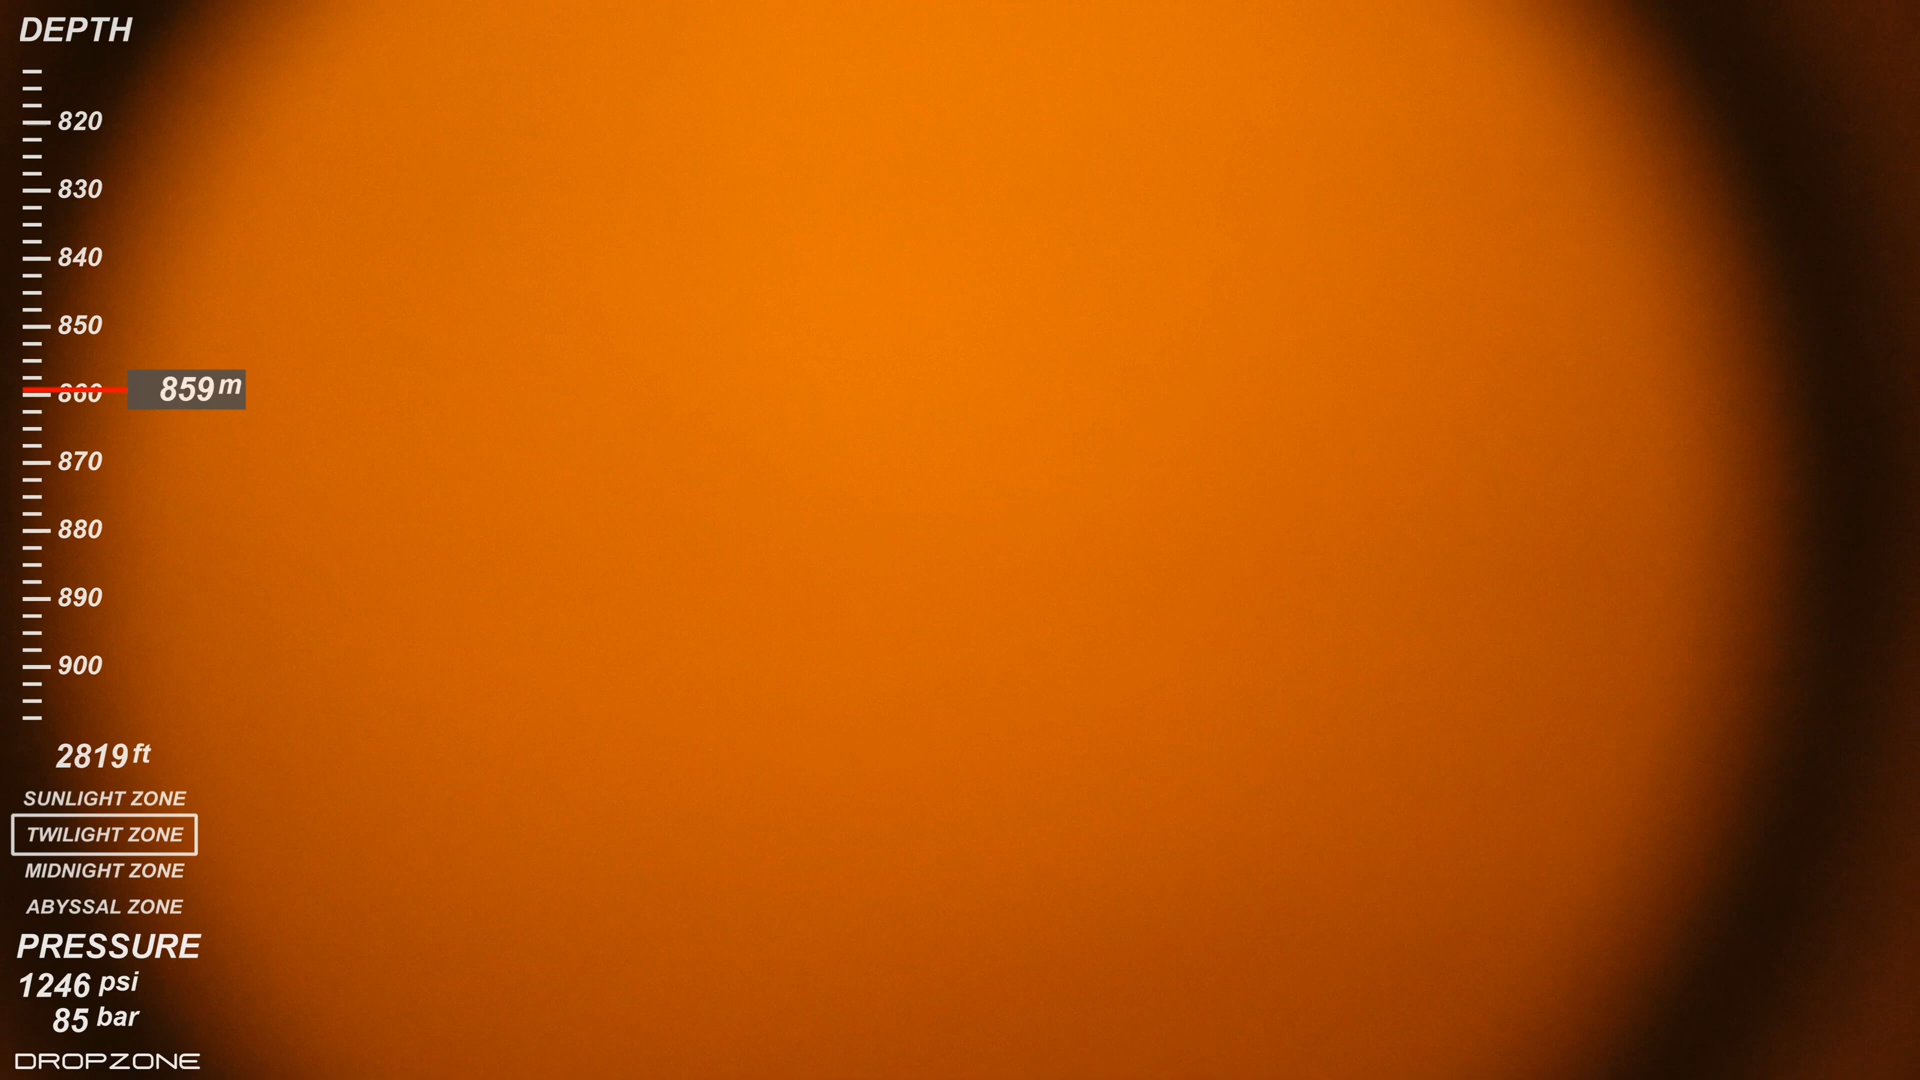 DEPTH
820
830
840
850
860
859 m
870
880
890
900
2819 ft
SUNLIGHT ZONE
TWILIGHT ZONE
MIDNIGHT ZONE
ABYSSAL ZONE
PRESSURE
1246 psi
85 bar
DROPZONE